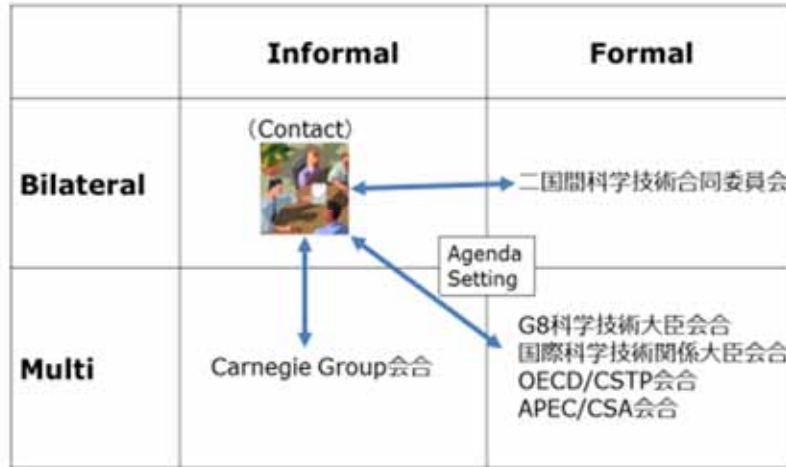 Informal
Formal
Bilateral
（Contact）
二国間科学技術合同委員会
Agenda
Setting
Multi
Carnegie Group会合
G8科学技術大臣会合
国際科学技術関係大臣会合
OECD/CSTP会合
APEC/CSA会合